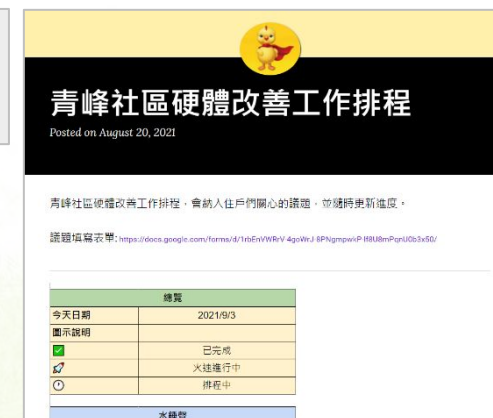 青峰社區硬體改善工作排程
Posted on August 20, 2021
青峰社區硬體改善工作排程，會納入住戶們關心的議題，並隨時更新進度。
議題填寫表單:
總覽
今天日期 2021/9/3
圖示說明
✅ 已完成
🚀 火速進行中
🕐 排程中
水鍾聲